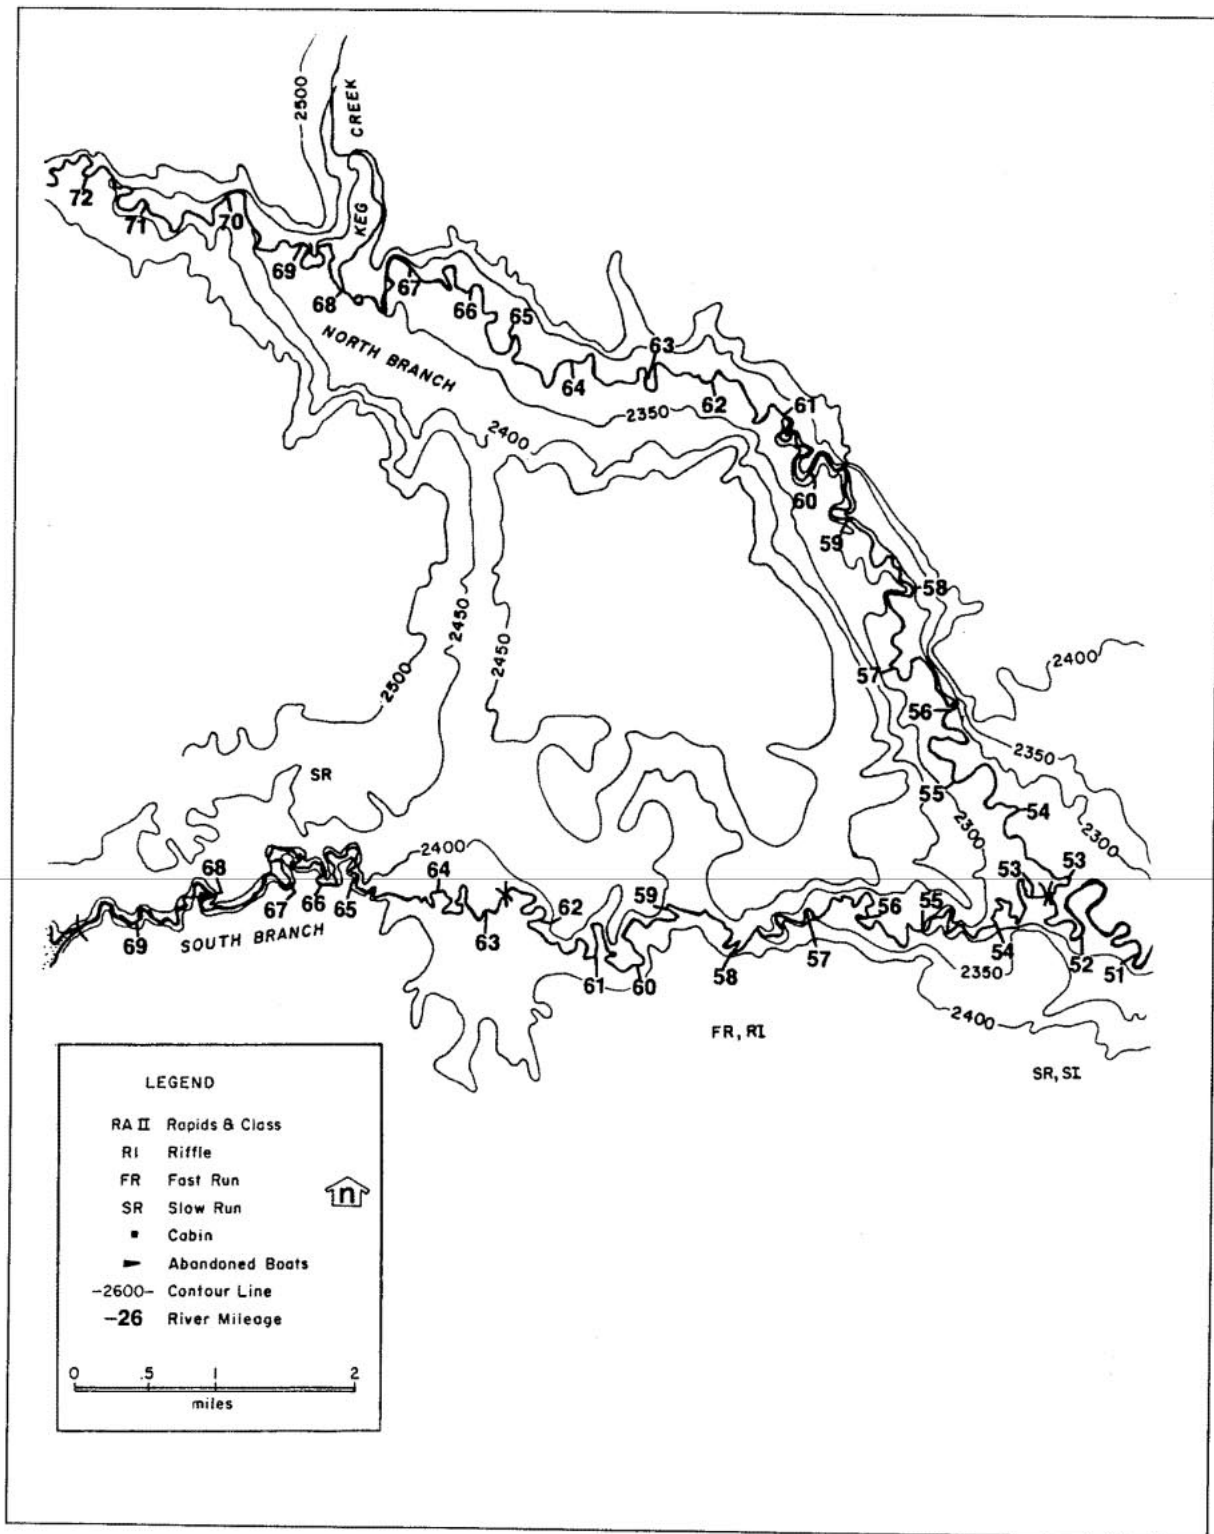 2500
KEG CREEK
72
71
70
69
68
67
66
65
64
63
62
61
60
59
58
57
56
55
54
53
53
52
51
NORTH BRANCH
2350
2400
2450
2450
2500
2400
2350
2300
2300
SR
2400
68
67
66
65
64
63
62
61
60
59
58
57
56
55
54
69
SOUTH BRANCH
2350
2400
FR, RI
SR, SI
LEGEND
RA II Rapids & Class
RI Riffle
FR Fast Run
SR Slow Run
Cabin
Abandoned Boats
-2600- Contour Line
-26 River Mileage
n
0 .5 1 2
miles